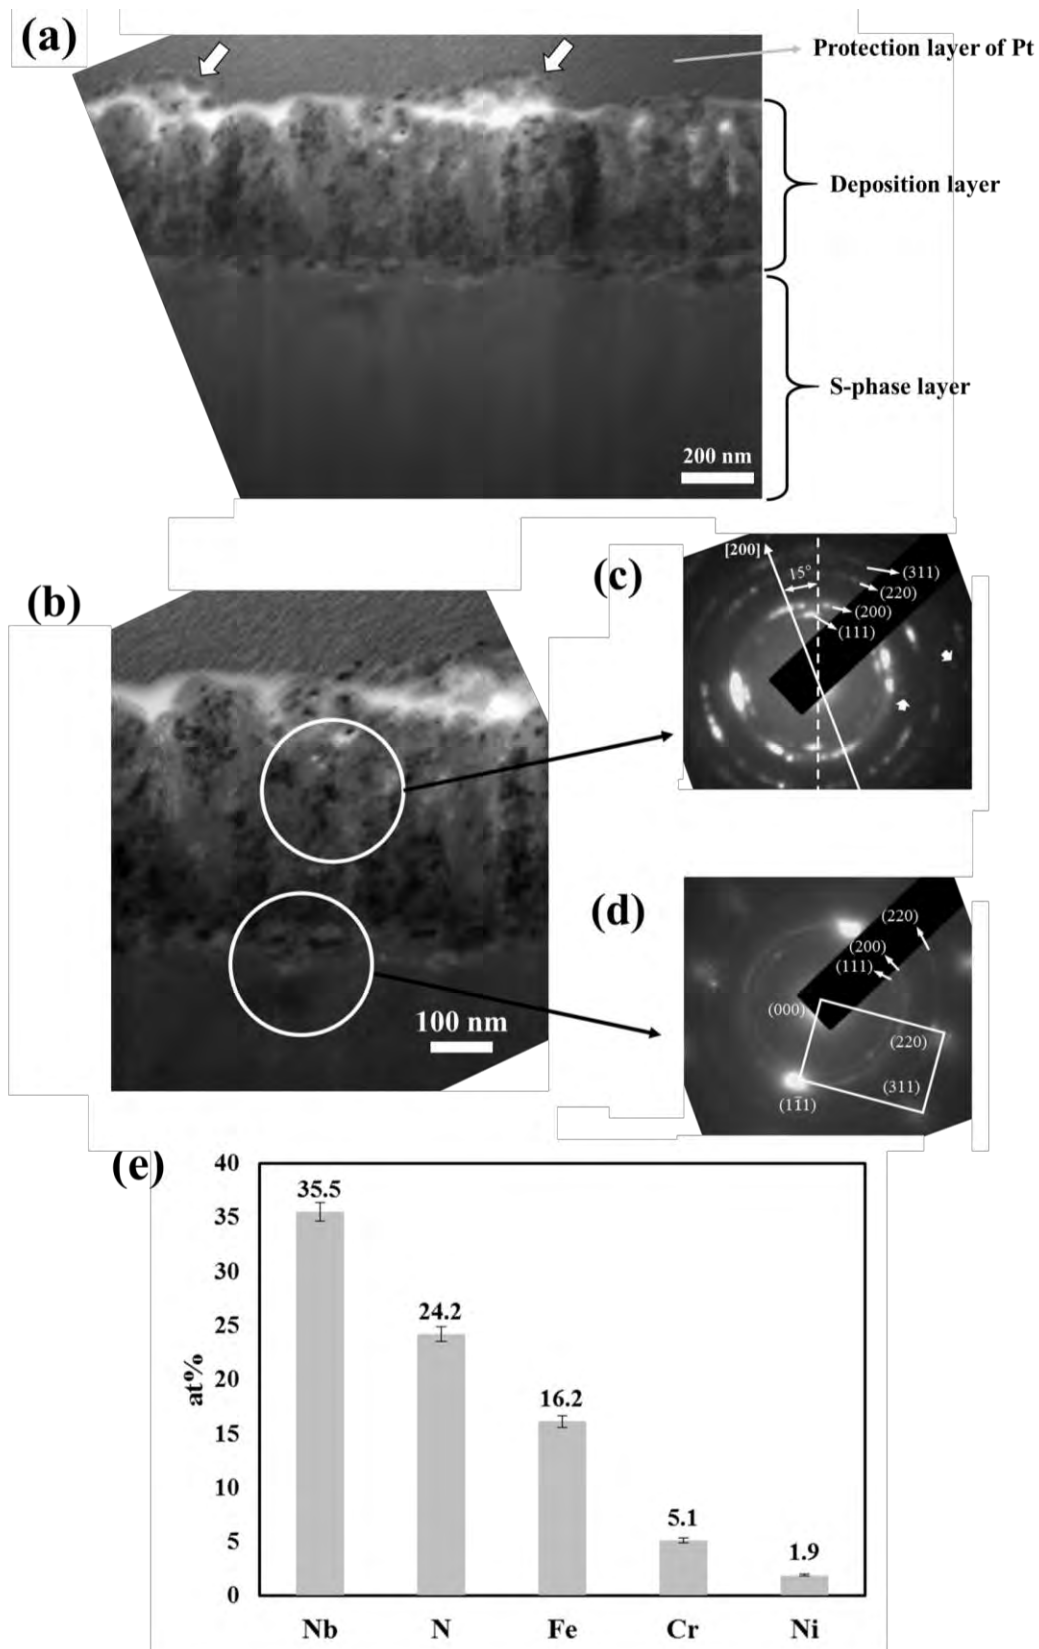 (a)
Protection layer of Pt
Deposition layer
S-phase layer
200 nm
(b)
100 nm
(c)
[200]
15°
(311)
(220)
(200)
(111)
(d)
(220)
(200)
(111)
(000)
(220)
(311)
(11̅1)
(e)
40
35
30
25
20
15
10
5
0
at%
35.5
24.2
16.2
5.1
1.9
Nb N Fe Cr Ni